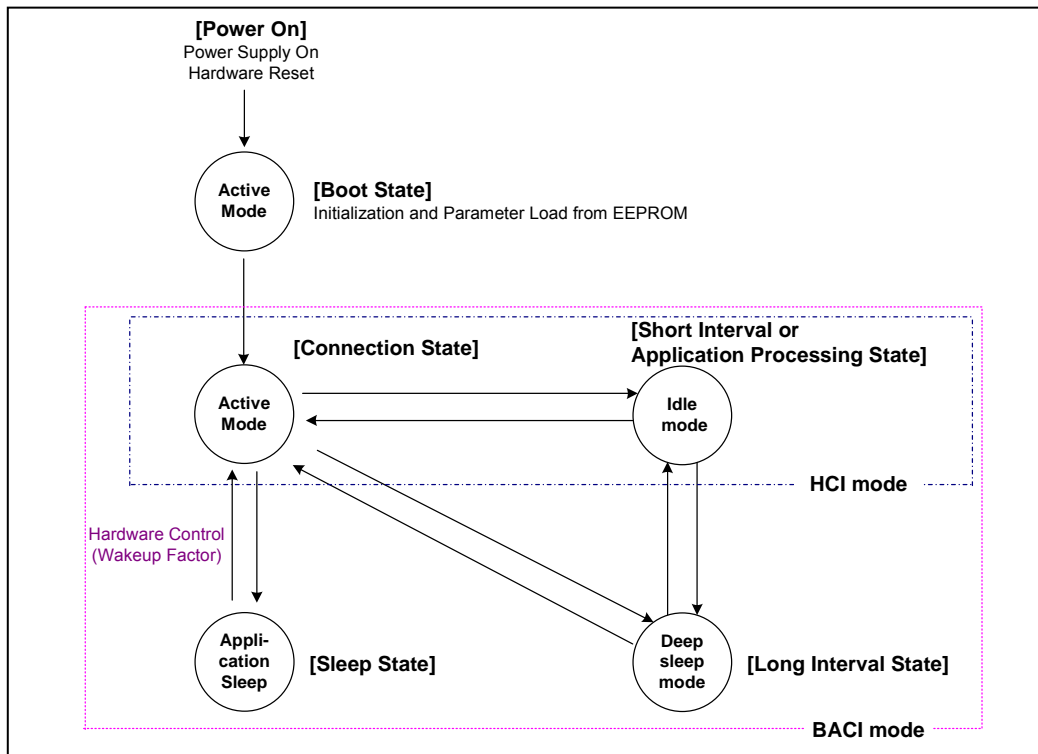 [Power On]
Power Supply On
Hardware Reset
Active
Mode
[Boot State]
Initialization and Parameter Load from EEPROM
[Short Interval or
Application Processing State]
[Connection State]
Active
Mode
Idle
mode
HCI mode
Hardware Control
(Wakeup Factor)
Appli-
cation
Sleep
[Sleep State]
Deep
sleep
mode
[Long Interval State]
BACI mode